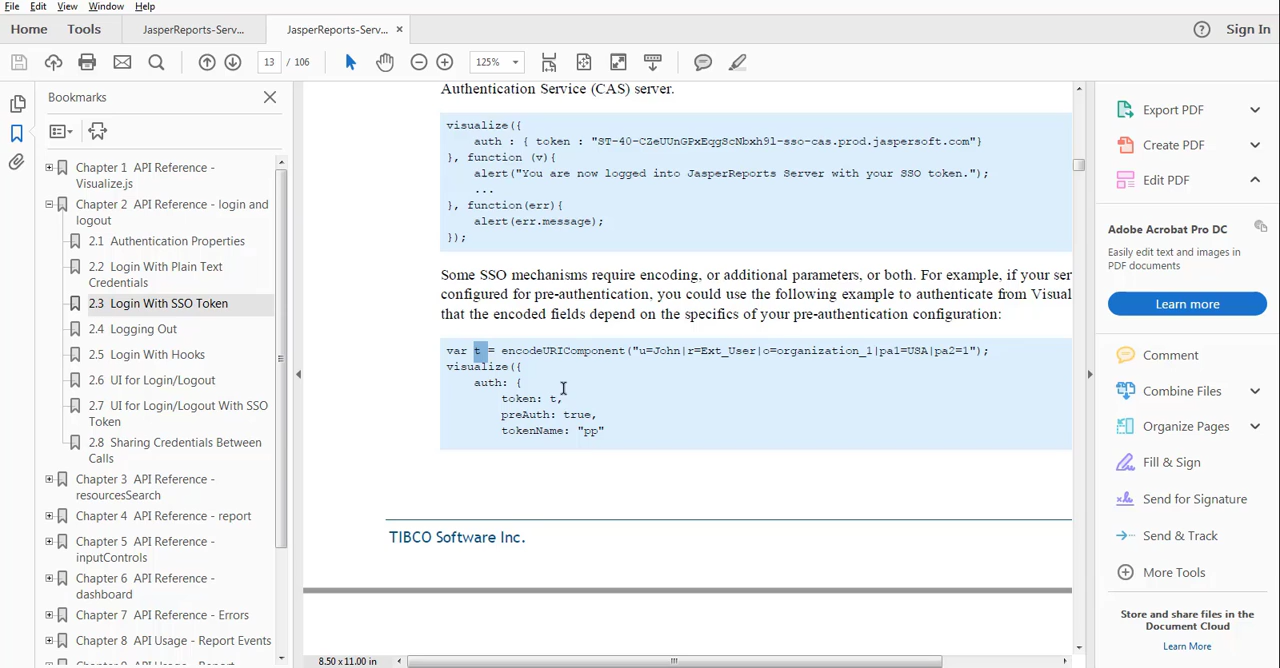 File Edit View Window Help
Home Tools JasperReports-Serv... JasperReports-Serv... × Sign In
13 / 106 125%
Bookmarks
Chapter 1 API Reference -
Visualize.js
Chapter 2 API Reference - login and
logout
2.1 Authentication Properties
2.2 Login With Plain Text
Credentials
2.3 Login With SSO Token
2.4 Logging Out
2.5 Login With Hooks
2.6 UI for Login/Logout
2.7 UI for Login/Logout With SSO
Token
2.8 Sharing Credentials Between
Calls
Chapter 3 API Reference -
resourcesSearch
Chapter 4 API Reference - report
Chapter 5 API Reference -
inputControls
Chapter 6 API Reference -
dashboard
Chapter 7 API Reference - Errors
Chapter 8 API Usage - Report Events
Authentication Service (CAS) server.
visualize({
auth : { token : "ST-40-CZeUUnGPxEqgScNbxh9l-sso-cas.prod.jaspersoft.com"}
}, function (v){
alert("You are now logged into JasperReports Server with your SSO token.");
...
}, function(err){
alert(err.message);
});
Some SSO mechanisms require encoding, or additional parameters, or both. For example, if your ser
configured for pre-authentication, you could use the following example to authenticate from Visual
that the encoded fields depend on the specifics of your pre-authentication configuration:
var t = encodeURIComponent("u=John|r=Ext_User|o=organization_1|pa1=USA|pa2=1");
visualize({
auth: {
token: t,
preAuth: true,
tokenName: "pp"
TIBCO Software Inc.
8.50 x 11.00 in
Export PDF
Create PDF
Edit PDF
Adobe Acrobat Pro DC
Easily edit text and images in
PDF documents
Learn more
Comment
Combine Files
Organize Pages
Fill & Sign
Send for Signature
Send & Track
More Tools
Store and share files in the
Document Cloud
Learn More